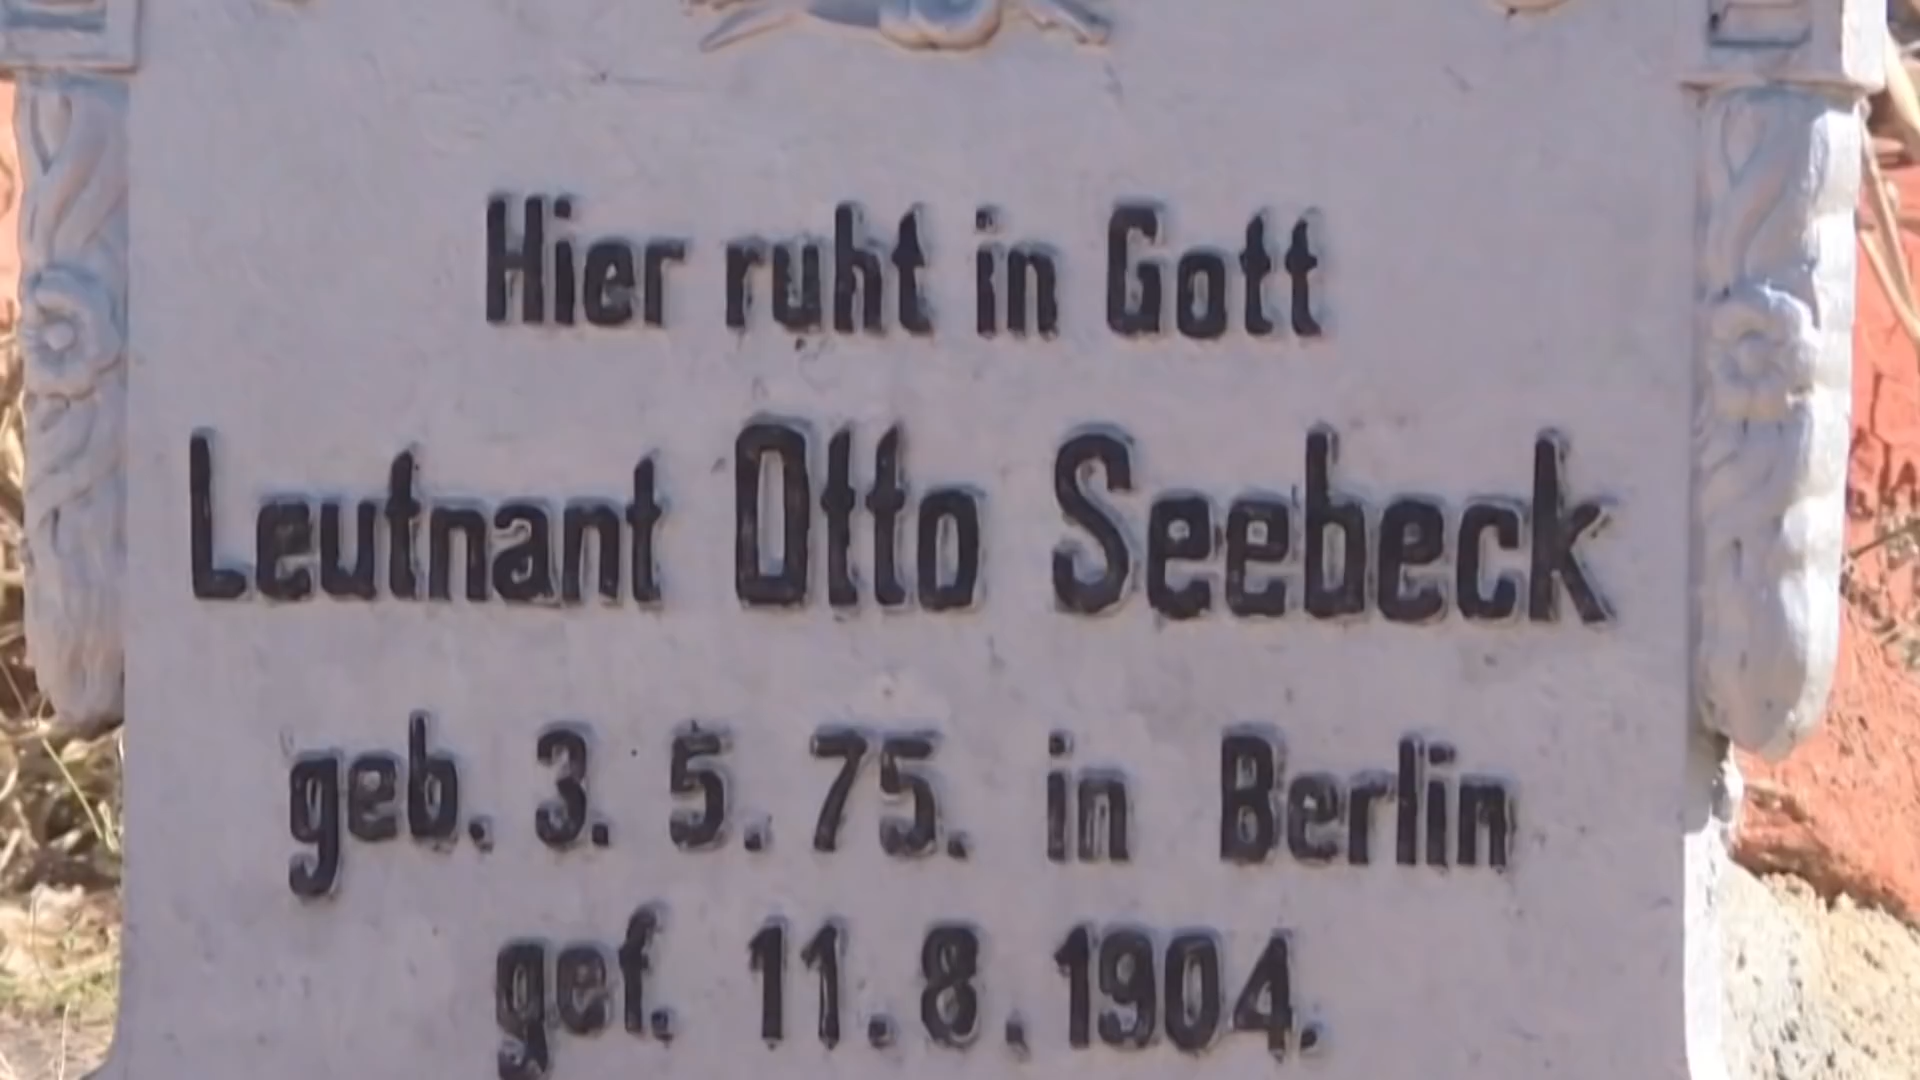 Hier ruht in Gott
Leutnant Otto Seebeck
geb. 3. 5. 75. in Berlin
gef. 11. 8. 1904.